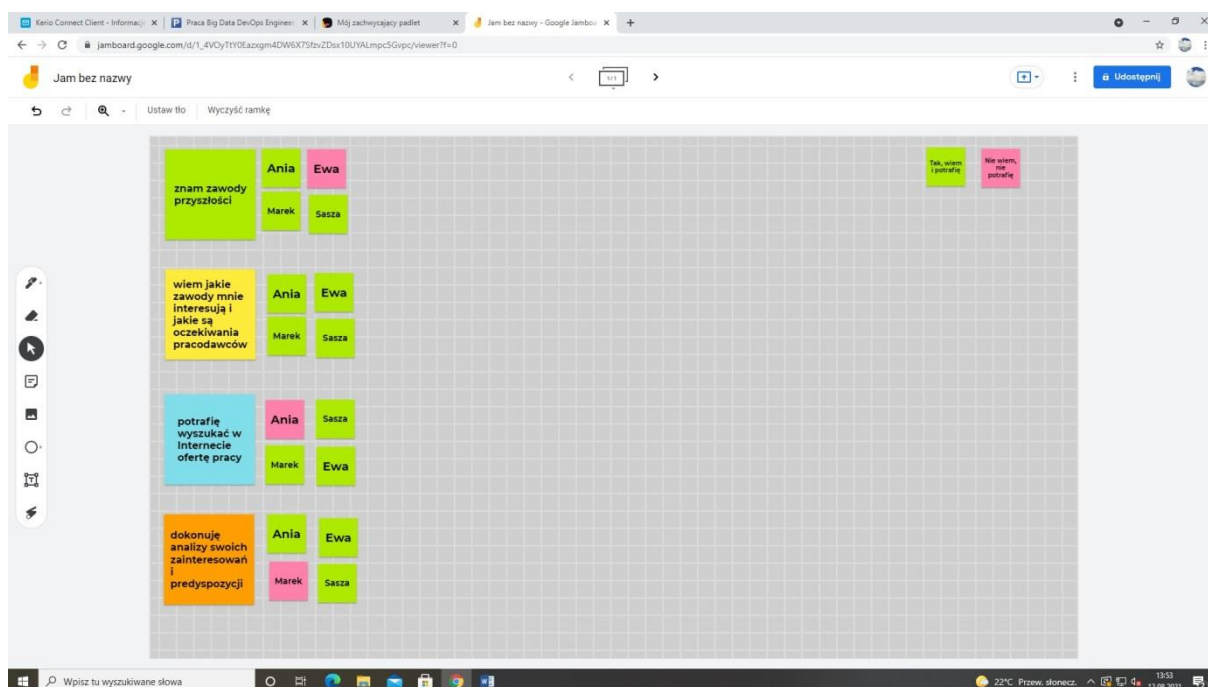 Kerio Connect Client - Informacje
Praca Big Data DevOps Engineer
Mój zachwycający padlet
Jam bez nazwy - Google Jamboa
jamboard.google.com/d/1_4VOyTtY0Eazxgm4DW6X7SfzvZDsx10UYALmpc5Gvpc/viewer?f=0
Jam bez nazwy
1/1
Udostępnij
Ustaw tło
Wyczyść ramkę
znam zawody
przyszłości
Ania
Ewa
Marek
Sasza
Tak, wiem
i potrafię
Nie wiem,
nie
potrafię
wiem jakie
zawody mnie
interesują i
jakie są
oczekiwania
pracodawców
Ania
Ewa
Marek
Sasza
potrafię
wyszukać w
Internecie
ofertę pracy
Ania
Sasza
Marek
Ewa
dokonuję
analizy swoich
zainteresowań
i
predyspozycji
Ania
Ewa
Marek
Sasza
Wpisz tu wyszukiwane słowa
22°C Przew. słonecz.
13:53